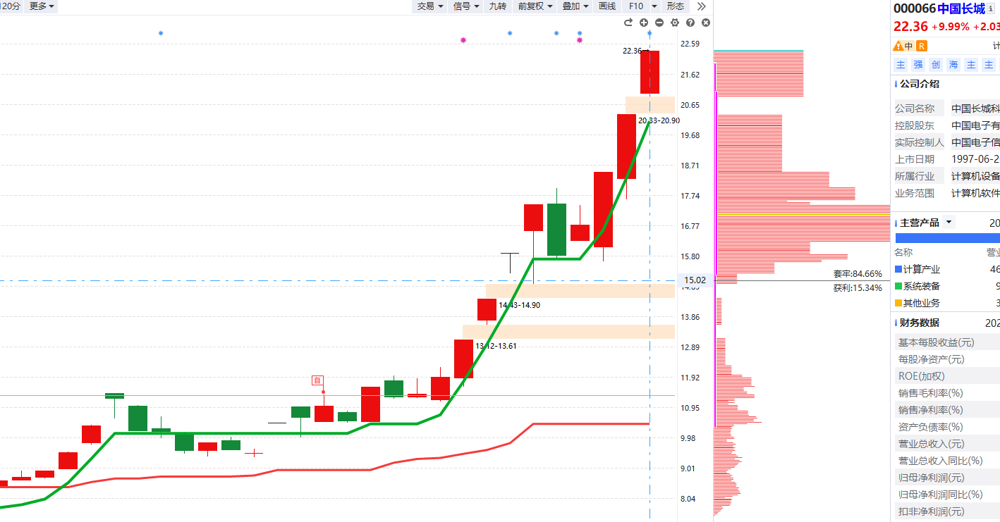 120分 更多 交易 信号 九转 前复权 叠加 画线 F10 形态
000066 中国长城
22.36 +9.99% +2.03
中 R
主 强 创 海 主 主
公司介绍
公司名称 中国长城科
控股股东 中国电子有
实际控制人 中国电子信
上市日期 1997-06-2
所属行业 计算机设备
业务范围 计算机软件
主营产品 20
名称 营业
计算产业 46
系统装备 9
其他业务 3
财务数据 202
基本每股收益(元)
每股净资产(元)
ROE(加权)
销售毛利率(%)
销售净利率(%)
资产负债率(%)
营业总收入(元)
营业总收入同比(%)
归母净利润(元)
归母净利润同比(%)
扣非净利润(元)
22.36
20.33-20.90
14.43-14.90
13.12-13.61
自
22.59
21.62
20.65
19.68
18.71
17.74
16.77
15.80
15.02
13.86
12.89
11.92
10.95
9.98
9.01
8.04
套牢:84.66%
获利:15.34%